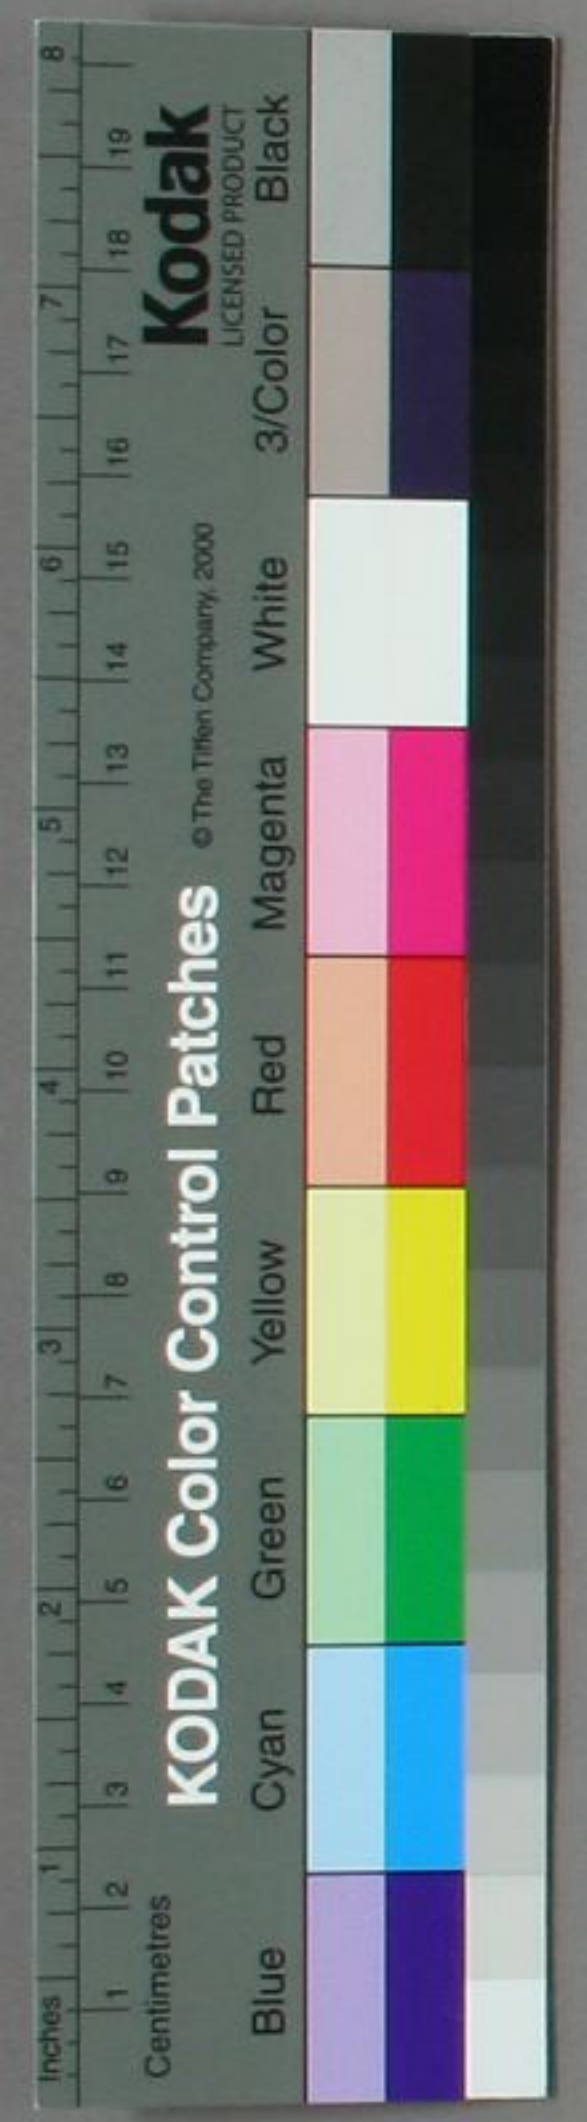 Inches 1 2 3 4 5 6 7 8
1 2 3 4 5 6 7 8 9 10 11 12 13 14 15 16 17 18 19
Centimetres
KODAK Color Control Patches © The Tiffen Company, 2000 Kodak
LICENSED PRODUCT
Blue Cyan Green Yellow Red Magenta White 3/Color Black